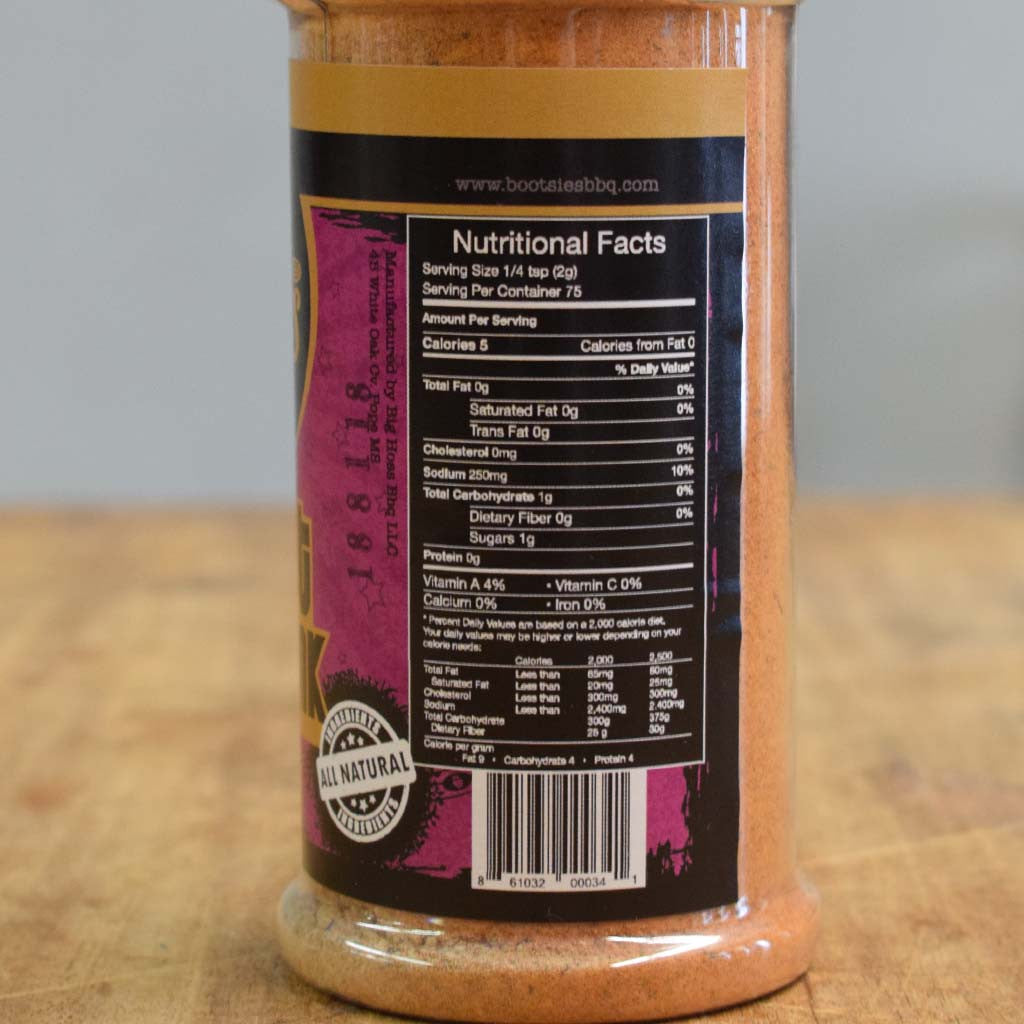 www.bootsiesbbq.com
Nutritional Facts
Serving Size 1/4 tsp (2g)
Serving Per Container 75
Amount Per Serving
Calories 5 Calories from Fat 0
% Daily Value*
Total Fat 0g 0%
Saturated Fat 0g 0%
Trans Fat 0g
Cholesterol 0mg 0%
Sodium 250mg 10%
Total Carbohydrate 1g 0%
Dietary Fiber 0g 0%
Sugars 1g
Protein 0g
Vitamin A 4% • Vitamin C 0%
Calcium 0% • Iron 0%
* Percent Daily Values are based on a 2,000 calorie diet.
Your daily values may be higher or lower depending on your
calorie needs:
Calories 2,000 2,500
Total Fat Less than 65mg 80mg
Saturated Fat Less than 20mg 25mg
Cholesterol Less than 300mg 300mg
Sodium Less than 2,400mg 2,400mg
Total Carbohydrate 300g 375g
Dietary Fiber 25 g 30g
Calorie per gram
Fat 9 • Carbohydrate 4 • Protein 4
Manufactured by Big Hoss Bbq LLC
48 White Oak Cv, Pope MS
188 118
INGREDIENTS
ALL NATURAL
INGREDIENTS
8 61032 00034 1